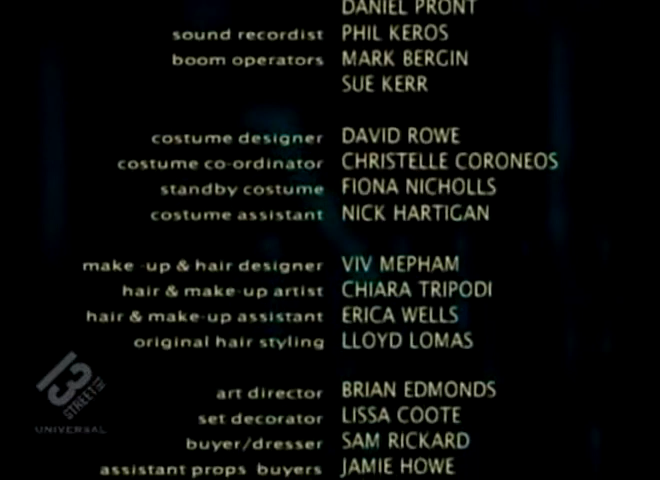 DANIEL PRONT
sound recordist PHIL KEROS
boom operators MARK BERGIN
SUE KERR
costume designer DAVID ROWE
costume co-ordinator CHRISTELLE CORONEOS
standby costume FIONA NICHOLLS
costume assistant NICK HARTIGAN
make-up & hair designer VIV MEPHAM
hair & make-up artist CHIARA TRIPODI
hair & make-up assistant ERICA WELLS
original hair styling LLOYD LOMAS
art director BRIAN EDMONDS
set decorator LISSA COOTE
buyer/dresser SAM RICKARD
assistant props buyers JAMIE HOWE
13
STREET
UNIVERSAL